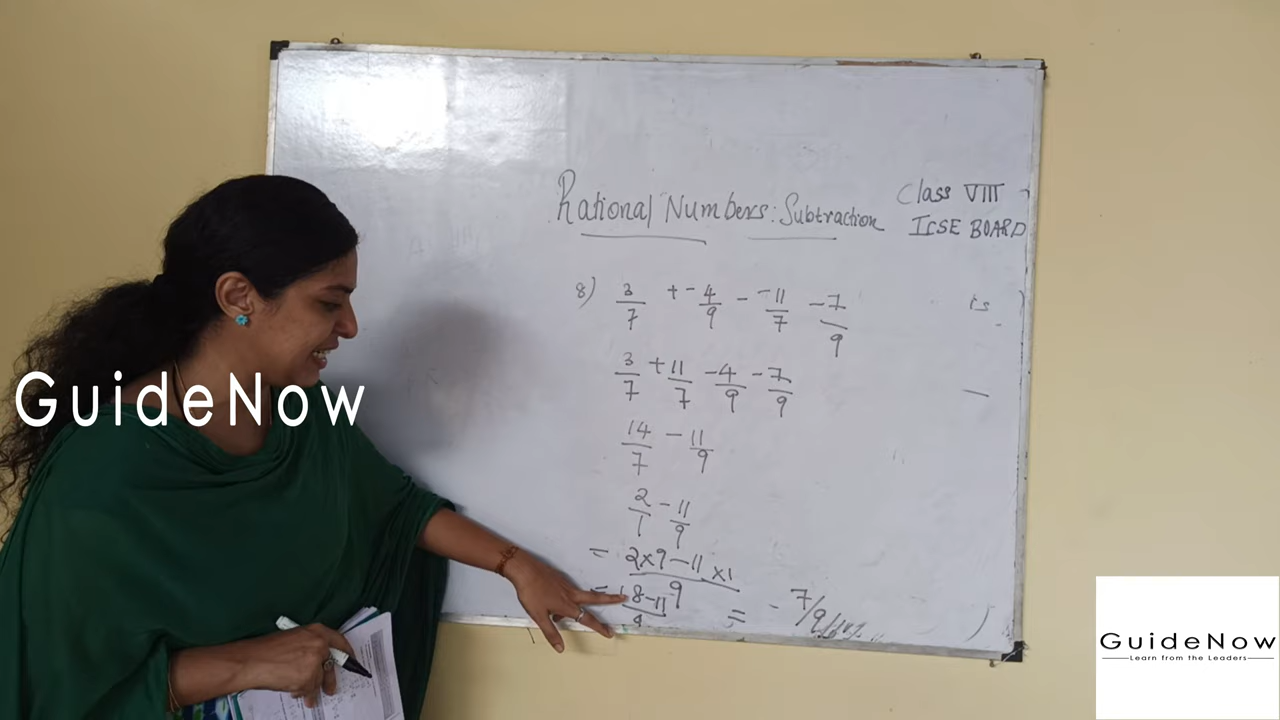 Rational Numbers: Subtraction
Class VIII
ICSE BOARD
8) 3/7 + -4/9 - -11/7 - 7/9
is
3/7 + 11/7 - 4/9 - 7/9
14/7 - 11/9
2/1 - 11/9
= 2×9 - 11×1 / 9
= 18-11 / 9 = - 7/9
GuideNow
GuideNow
Learn from the Leaders